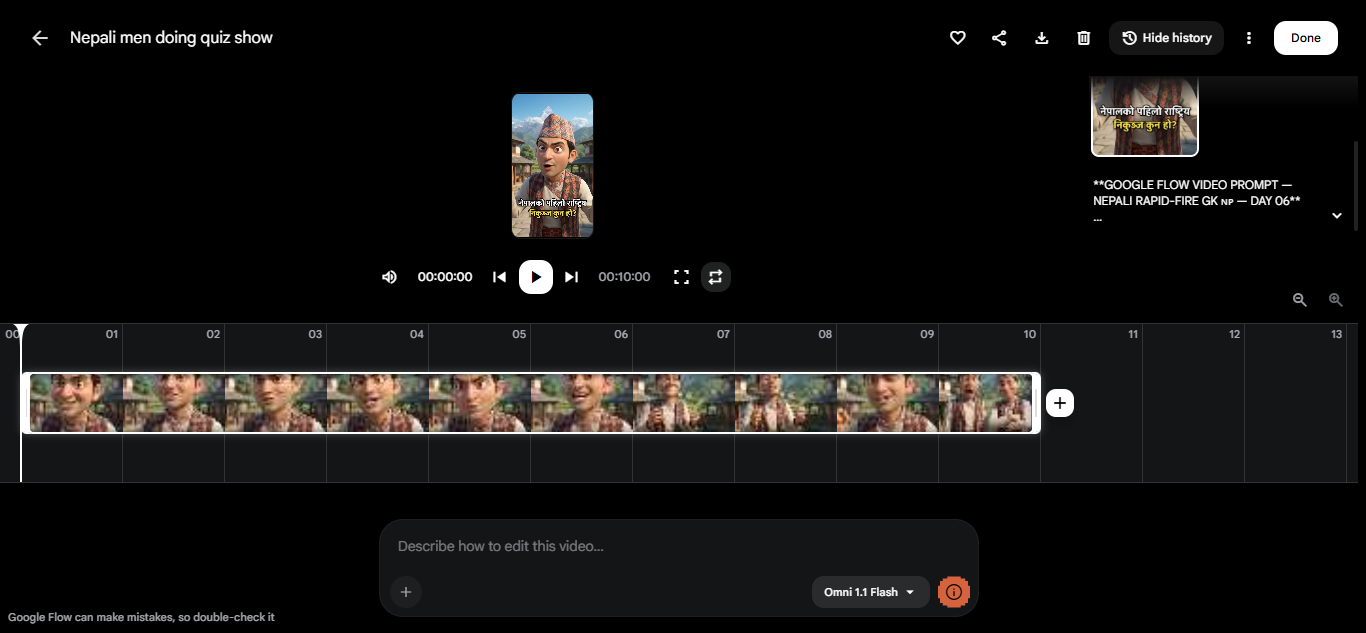 Nepali men doing quiz show
Hide history
Done
नेपालको पहिलो राष्ट्रिय
निकुञ्ज कुन हो?
नेपालको पहिलो राष्ट्रिय
निकुञ्ज कुन हो?
**GOOGLE FLOW VIDEO PROMPT —
NEPALI RAPID-FIRE GK NP — DAY 06**
...
00:00:00
00:10:00
00 01 02 03 04 05 06 07 08 09 10 11 12 13
Describe how to edit this video...
Omni 1.1 Flash
Google Flow can make mistakes, so double-check it